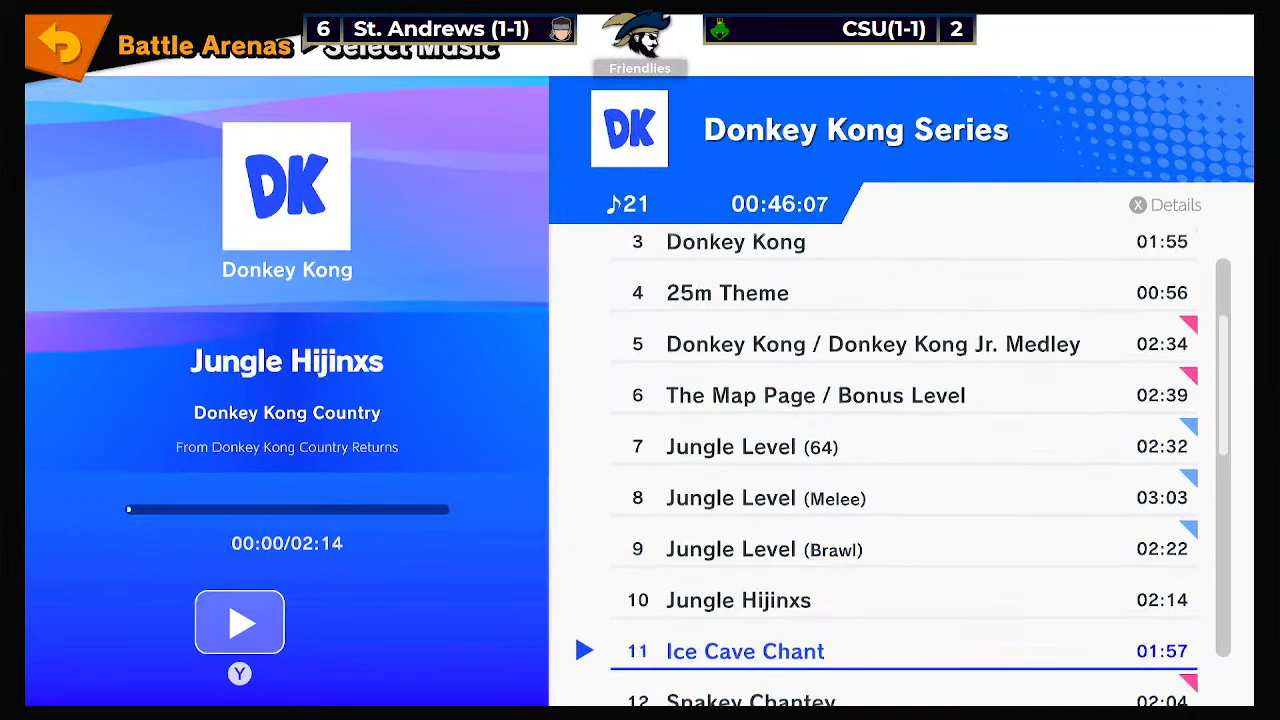 6 St. Andrews (1-1)
CSU(1-1) 2
Friendlies
Battle Arenas Select Music
DK
Donkey Kong
Jungle Hijinxs
Donkey Kong Country
From Donkey Kong Country Returns
00:00/02:14
Y
DK Donkey Kong Series
♪21 00:46:07
X Details
3 Donkey Kong 01:55
4 25m Theme 00:56
5 Donkey Kong / Donkey Kong Jr. Medley 02:34
6 The Map Page / Bonus Level 02:39
7 Jungle Level (64) 02:32
8 Jungle Level (Melee) 03:03
9 Jungle Level (Brawl) 02:22
10 Jungle Hijinxs 02:14
11 Ice Cave Chant 01:57
12 Snakey Chantey 02:04